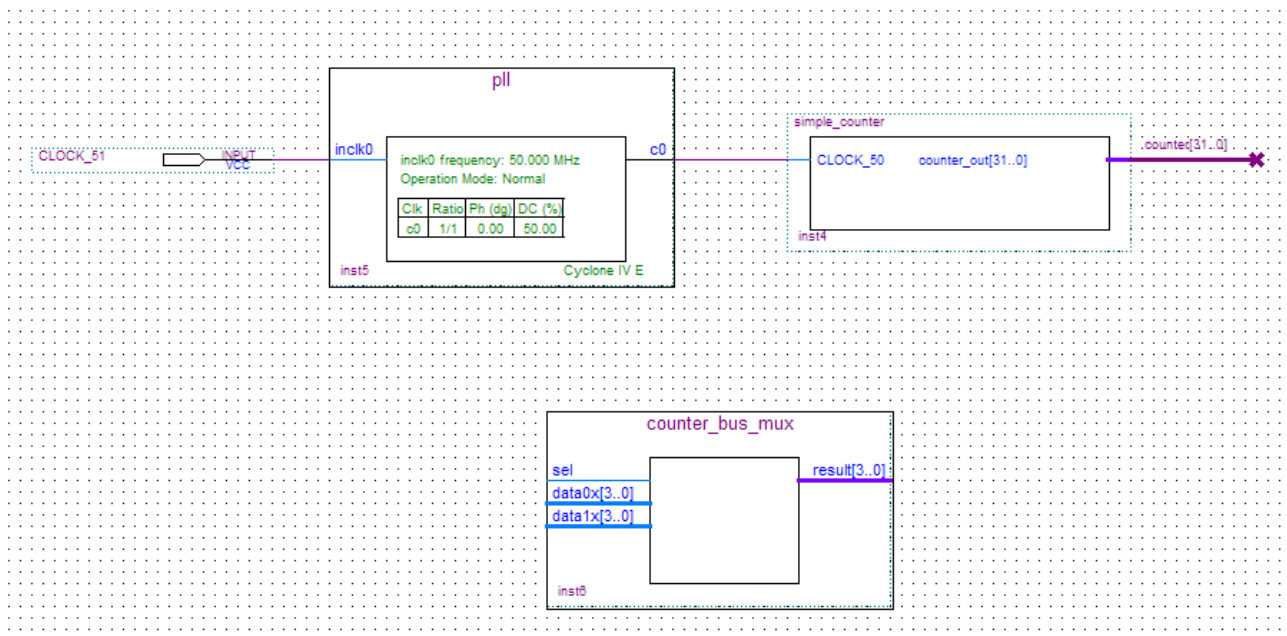 pll
simple_counter
CLOCK_51
INPUT
VCC
inclk0
inclk0 frequency: 50.000 MHz
Operation Mode: Normal
Clk Ratio Ph (dg) DC (%)
c0 1/1 0.00 50.00
c0
inst5
Cyclone IV E
CLOCK_50 counter_out[31..0]
counter[31..0]
inst4
counter_bus_mux
sel
data0x[3..0]
data1x[3..0]
result[3..0]
inst6